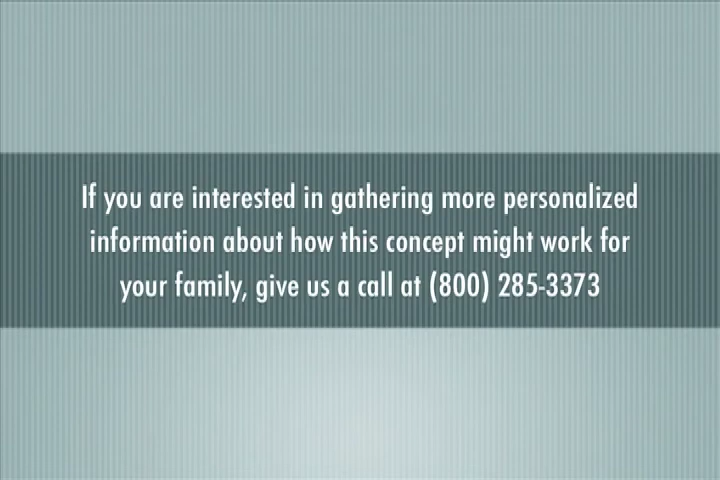 If you are interested in gathering more personalized
information about how this concept might work for
your family, give us a call at (800) 285-3373